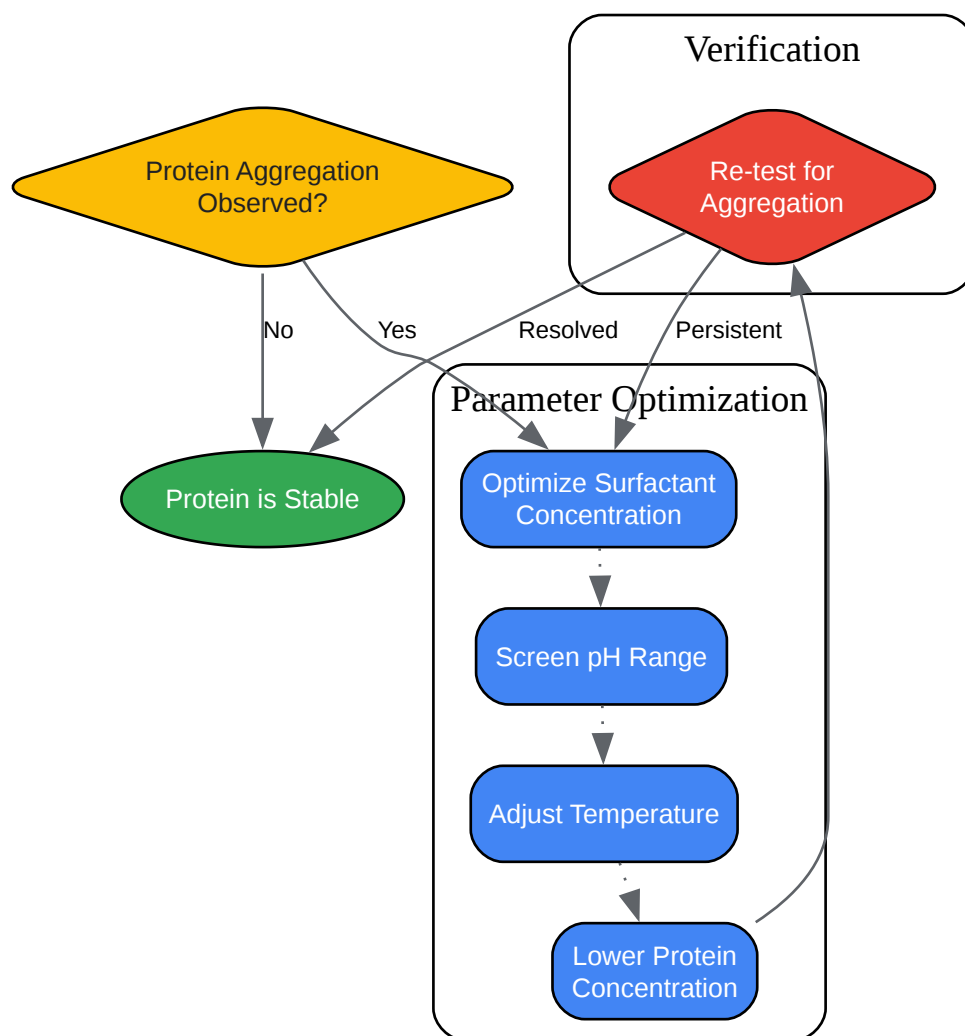 Verification
Protein Aggregation
Observed?
Re-test for
Aggregation
No
Yes
Resolved
Persistent
Parameter Optimization
Protein is Stable
Optimize Surfactant
Concentration
Screen pH Range
Adjust Temperature
Lower Protein
Concentration